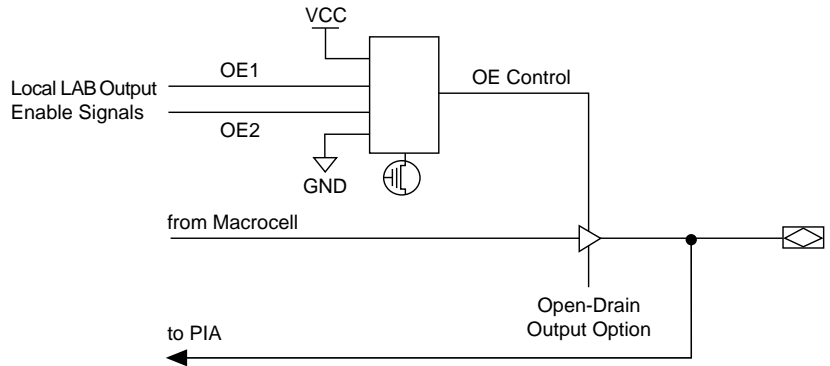 VCC
OE1
OE Control
Local LAB Output
Enable Signals
OE2
GND
from Macrocell
Open-Drain
Output Option
to PIA